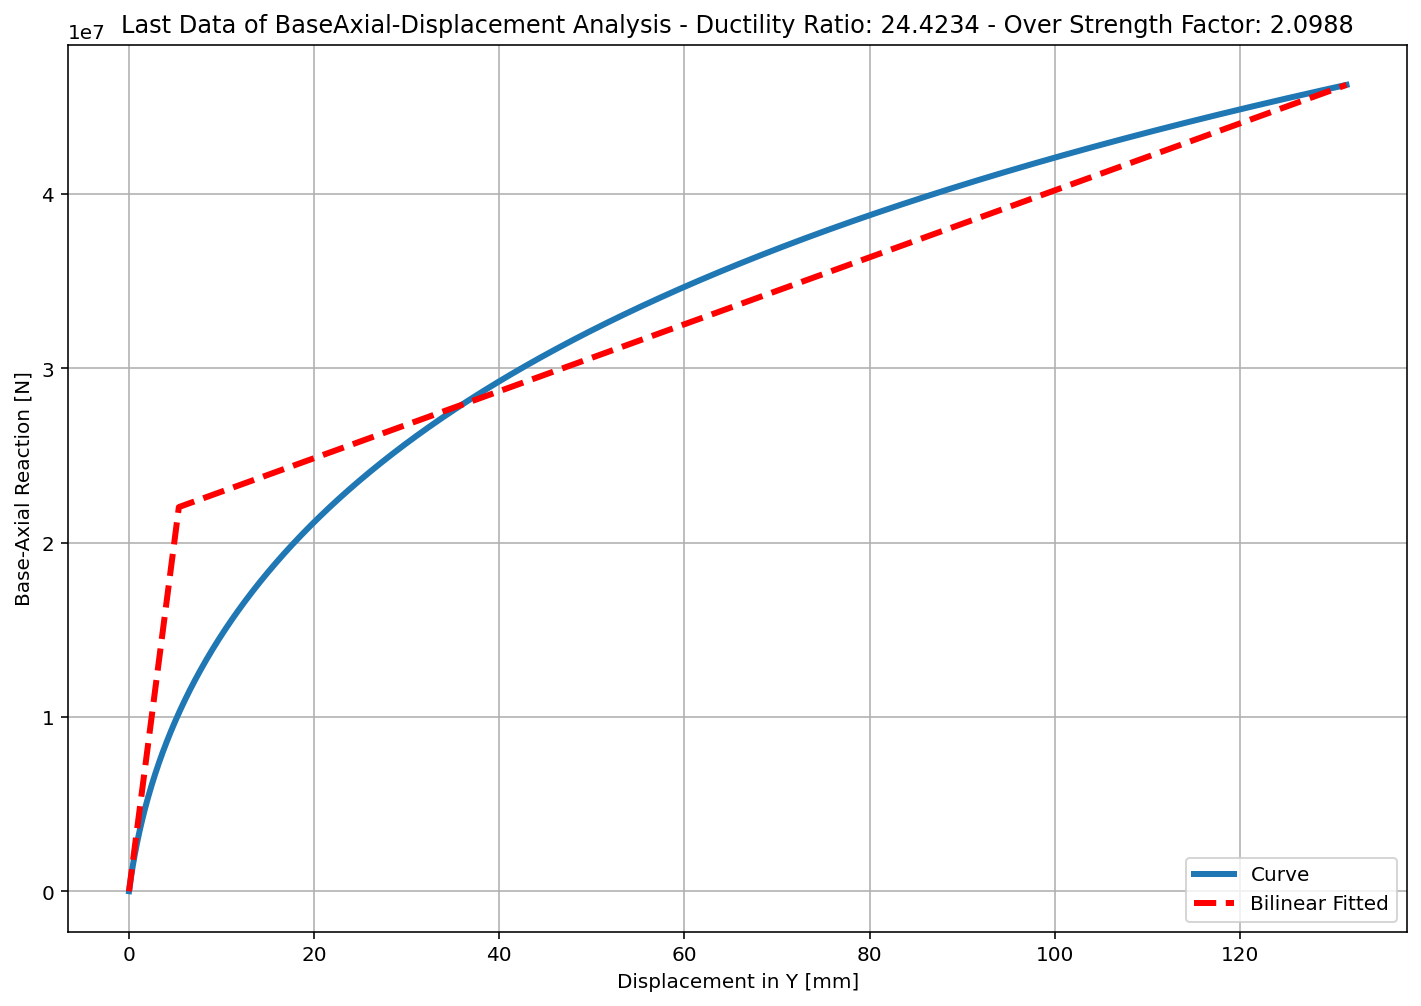 Last Data of BaseAxial-Displacement Analysis - Ductility Ratio: 24.4234 - Over Strength Factor: 2.0988
1e7
4
3
2
1
0
Base-Axial Reaction [N]
0 20 40 60 80 100 120
Displacement in Y [mm]
Curve
Bilinear Fitted